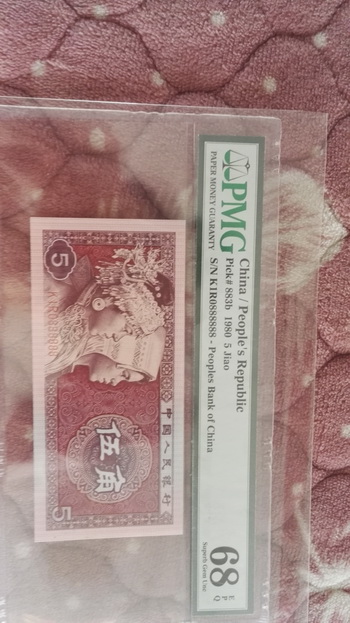 PMG
PAPER MONEY GUARANTY
China / People's Republic
Pick# 883b 1980 5 Jiao
S/N K1R0888888 - Peoples Bank of China
68
EPQ
Superb Gem Unc
5
中国人民银行
伍角
5